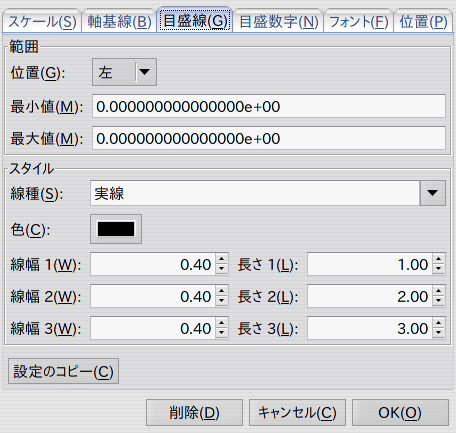 スケール(S) 軸基線(B) 目盛線(G) 目盛数字(N) フォント(F) 位置(P)
範囲
位置(G): 左
最小値(M): 0.000000000000000e+00
最大値(M): 0.000000000000000e+00
スタイル
線種(S): 実線
色(C):
線幅 1(W): 0.40 長さ 1(L): 1.00
線幅 2(W): 0.40 長さ 2(L): 2.00
線幅 3(W): 0.40 長さ 3(L): 3.00
設定のコピー(C)
削除(D) キャンセル(C) OK(O)